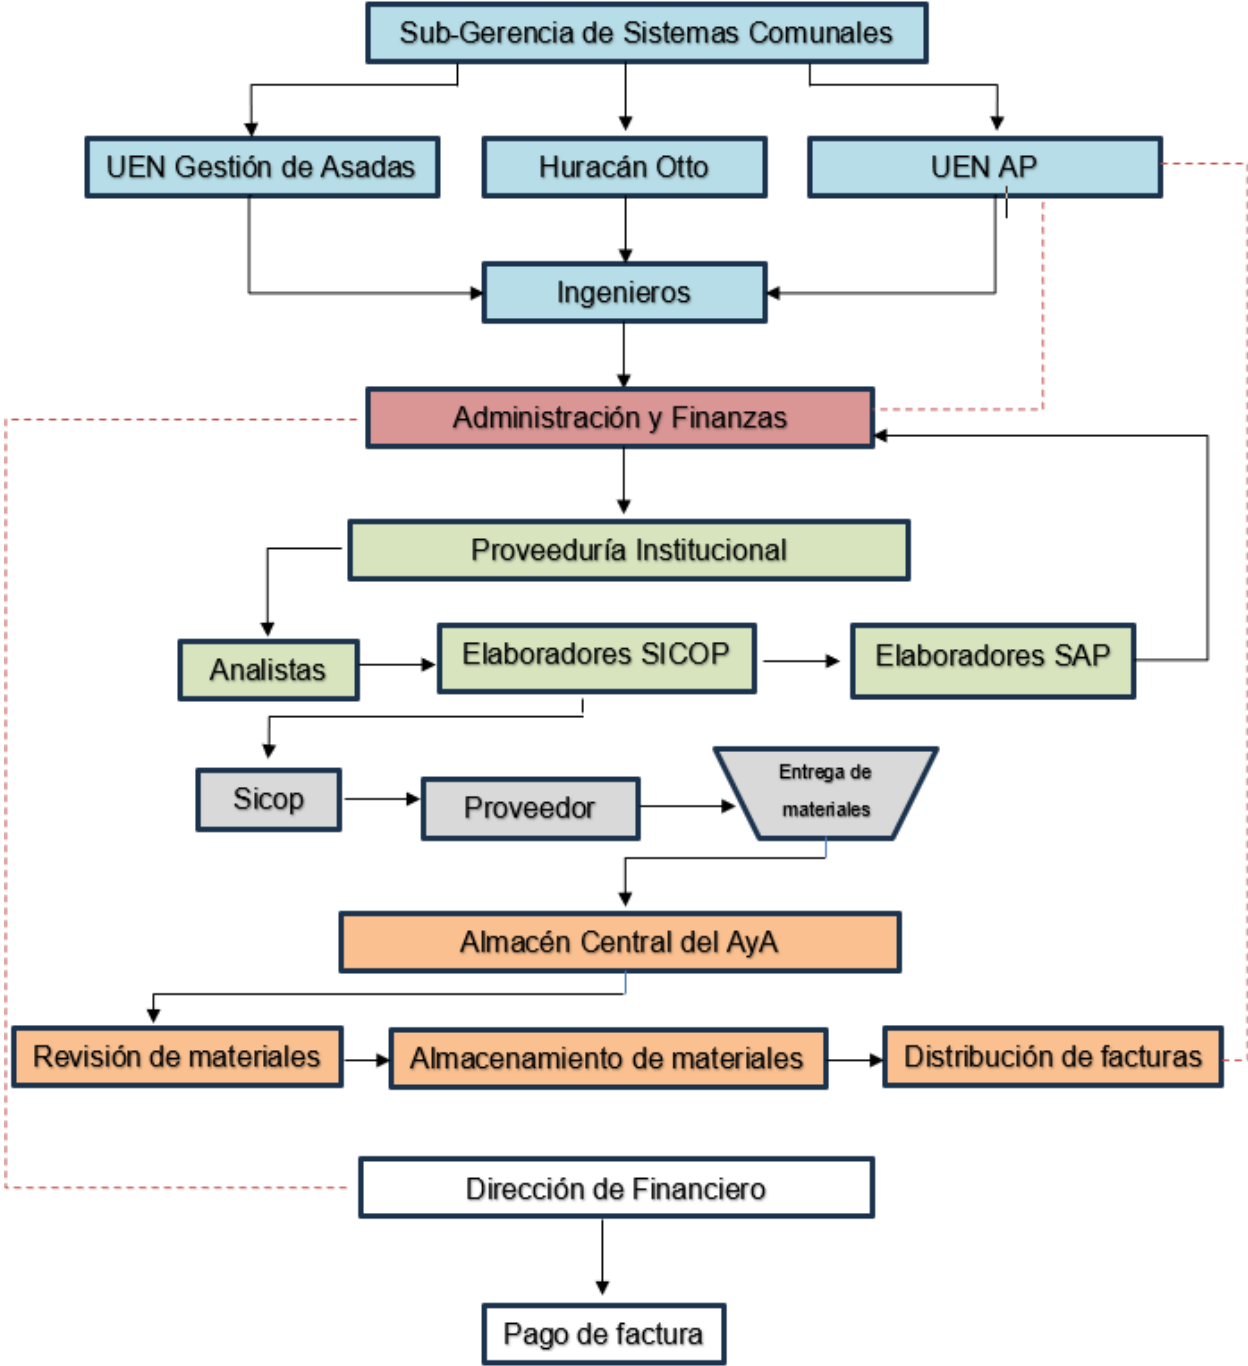 Sub-Gerencia de Sistemas Comunales
UEN Gestión de Asadas
Huracán Otto
UEN AP
Ingenieros
Administración y Finanzas
Proveeduría Institucional
Analistas
Elaboradores SICOP
Elaboradores SAP
Sicop
Proveedor
Entrega de
materiales
Almacén Central del AyA
Revisión de materiales
Almacenamiento de materiales
Distribución de facturas
Dirección de Financiero
Pago de factura